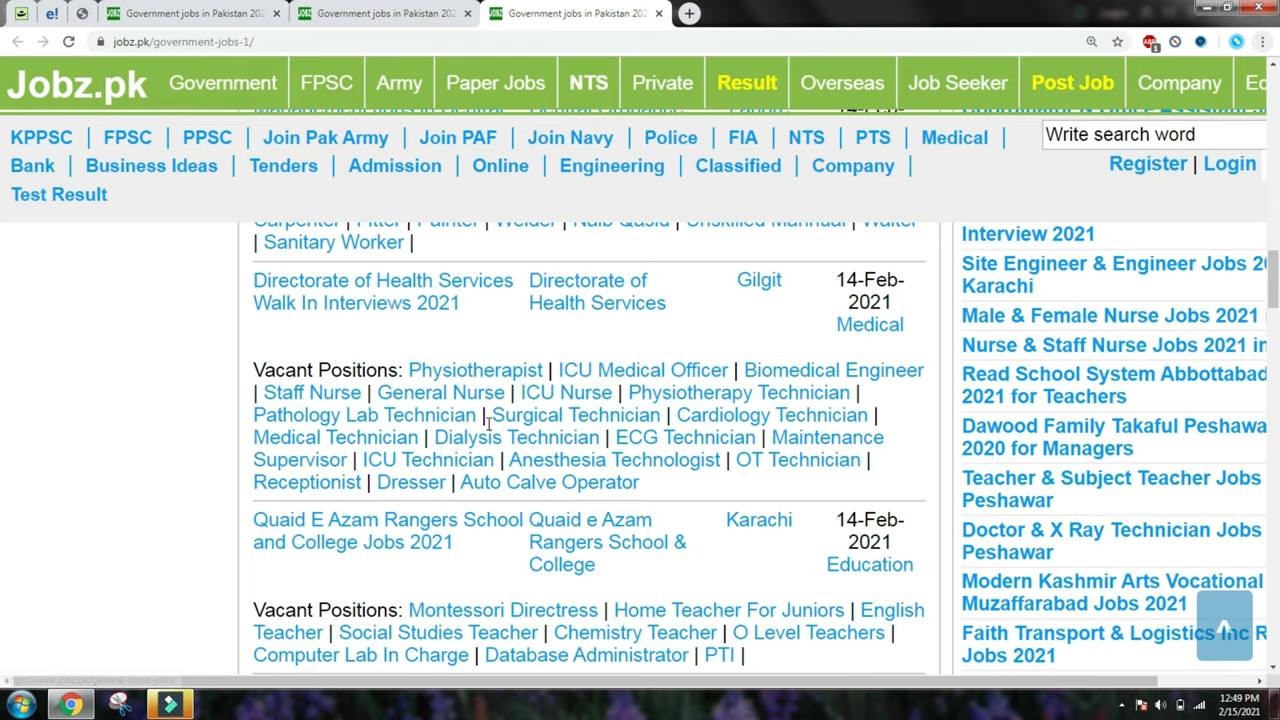 Government jobs in Pakistan 202
Government jobs in Pakistan 202
Government jobs in Pakistan 202
jobz.pk/government-jobs-1/
Jobz.pk Government FPSC Army Paper Jobs NTS Private Result Overseas Job Seeker Post Job Company
KPPSC | FPSC | PPSC | Join Pak Army | Join PAF | Join Navy | Police | FIA | NTS | PTS | Medical |
Write search word
Bank | Business Ideas | Tenders | Admission | Online | Engineering | Classified | Company |
Register | Login
Test Result
Carpenter | Fitter | Painter | Welder | Naib Qasid | Unskilled Mannual | Waiter
| Sanitary Worker |
Directorate of Health Services
Walk In Interviews 2021
Directorate of
Health Services
Gilgit
14-Feb-
2021
Medical
Vacant Positions: Physiotherapist | ICU Medical Officer | Biomedical Engineer
| Staff Nurse | General Nurse | ICU Nurse | Physiotherapy Technician |
Pathology Lab Technician | Surgical Technician | Cardiology Technician |
Medical Technician | Dialysis Technician | ECG Technician | Maintenance
Supervisor | ICU Technician | Anesthesia Technologist | OT Technician |
Receptionist | Dresser | Auto Calve Operator
Quaid E Azam Rangers School
and College Jobs 2021
Quaid e Azam
Rangers School &
College
Karachi
14-Feb-
2021
Education
Vacant Positions: Montessori Directress | Home Teacher For Juniors | English
Teacher | Social Studies Teacher | Chemistry Teacher | O Level Teachers |
Computer Lab In Charge | Database Administrator | PTI |
Interview 2021
Site Engineer & Engineer Jobs 20
Karachi
Male & Female Nurse Jobs 2021
Nurse & Staff Nurse Jobs 2021 in
Read School System Abbottabad
2021 for Teachers
Dawood Family Takaful Peshawa
2020 for Managers
Teacher & Subject Teacher Jobs
Peshawar
Doctor & X Ray Technician Jobs
Peshawar
Modern Kashmir Arts Vocational
Muzaffarabad Jobs 2021
Faith Transport & Logistics Inc R
Jobs 2021
12:49 PM
2/15/2021